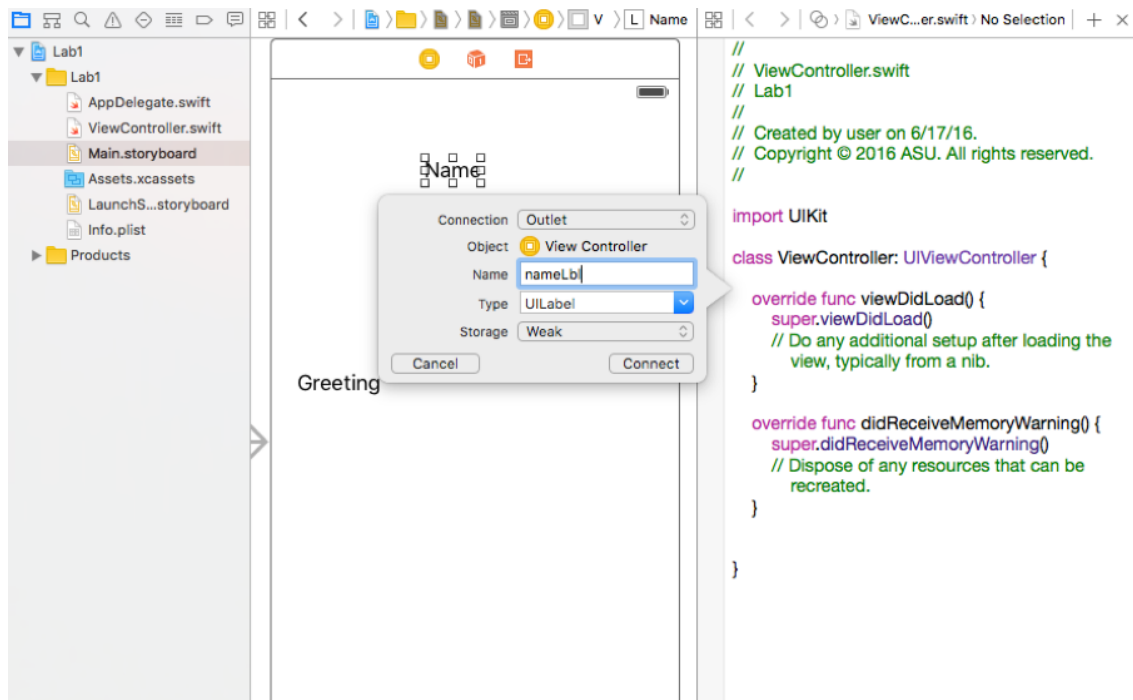 V
L Name
ViewC...er.swift
No Selection
Lab1
Lab1
AppDelegate.swift
ViewController.swift
Main.storyboard
Assets.xcassets
LaunchS...storyboard
Info.plist
Products
Name
Connection Outlet
Object View Controller
Name nameLbl
Type UILabel
Storage Weak
Cancel Connect
Greeting
//
// ViewController.swift
// Lab1
//
// Created by user on 6/17/16.
// Copyright © 2016 ASU. All rights reserved.
//
import UIKit
class ViewController: UIViewController {
override func viewDidLoad() {
super.viewDidLoad()
// Do any additional setup after loading the
view, typically from a nib.
}
override func didReceiveMemoryWarning() {
super.didReceiveMemoryWarning()
// Dispose of any resources that can be
recreated.
}
}